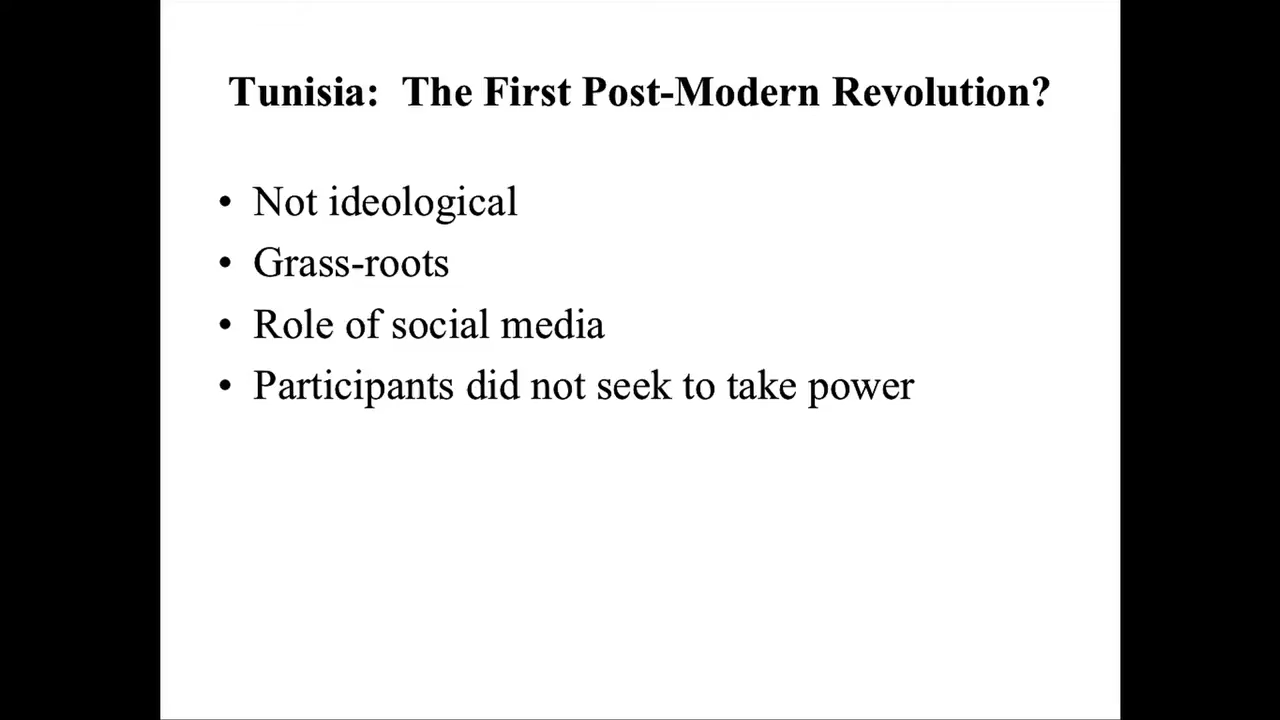 Tunisia:  The First Post-Modern Revolution?
• Not ideological
• Grass-roots
• Role of social media
• Participants did not seek to take power